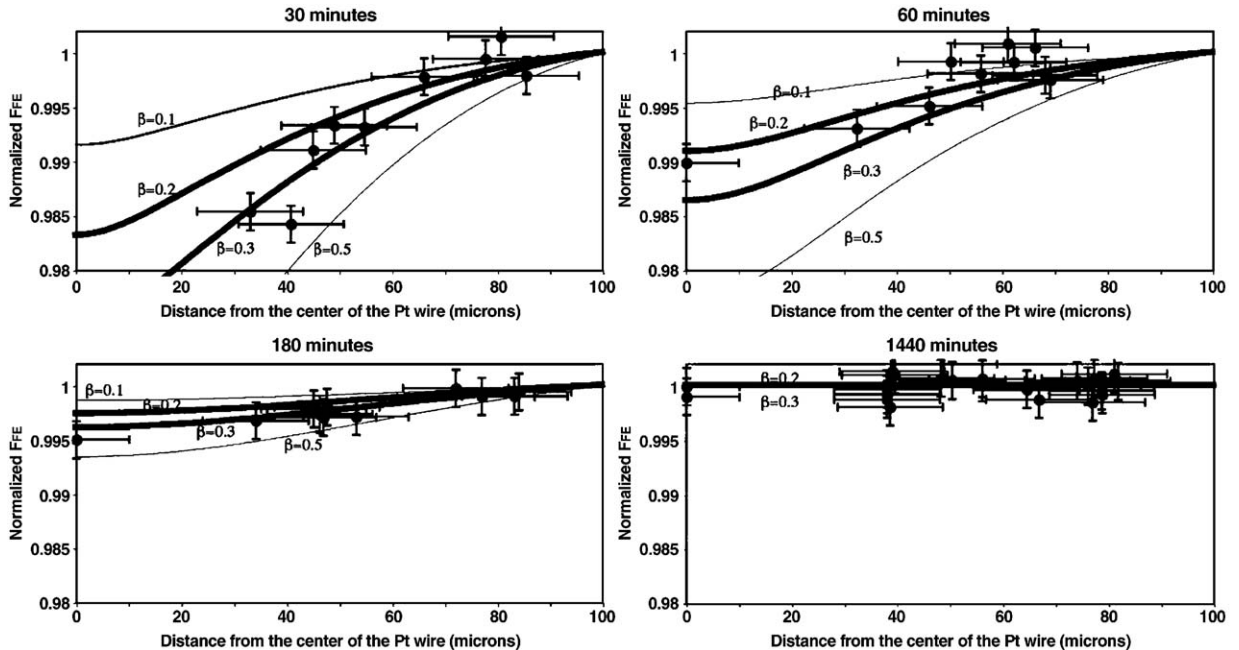 30 minutes
Normalized FFE
1
0.995
0.99
0.985
0.98
β=0.1
β=0.2
β=0.3
β=0.5
0
20
40
60
80
100
Distance from the center of the Pt wire (microns)
60 minutes
Normalized FFE
1
0.995
0.99
0.985
0.98
β=0.1
β=0.2
β=0.3
β=0.5
0
20
40
60
80
100
Distance from the center of the Pt wire (microns)
180 minutes
Normalized FFE
1
0.995
0.99
0.985
0.98
β=0.1
β=0.2
β=0.3
β=0.5
0
20
40
60
80
100
Distance from the center of the Pt wire (microns)
1440 minutes
Normalized FFE
1
0.995
0.99
0.985
0.98
β=0.2
β=0.3
0
20
40
60
80
100
Distance from the center of the Pt wire (microns)